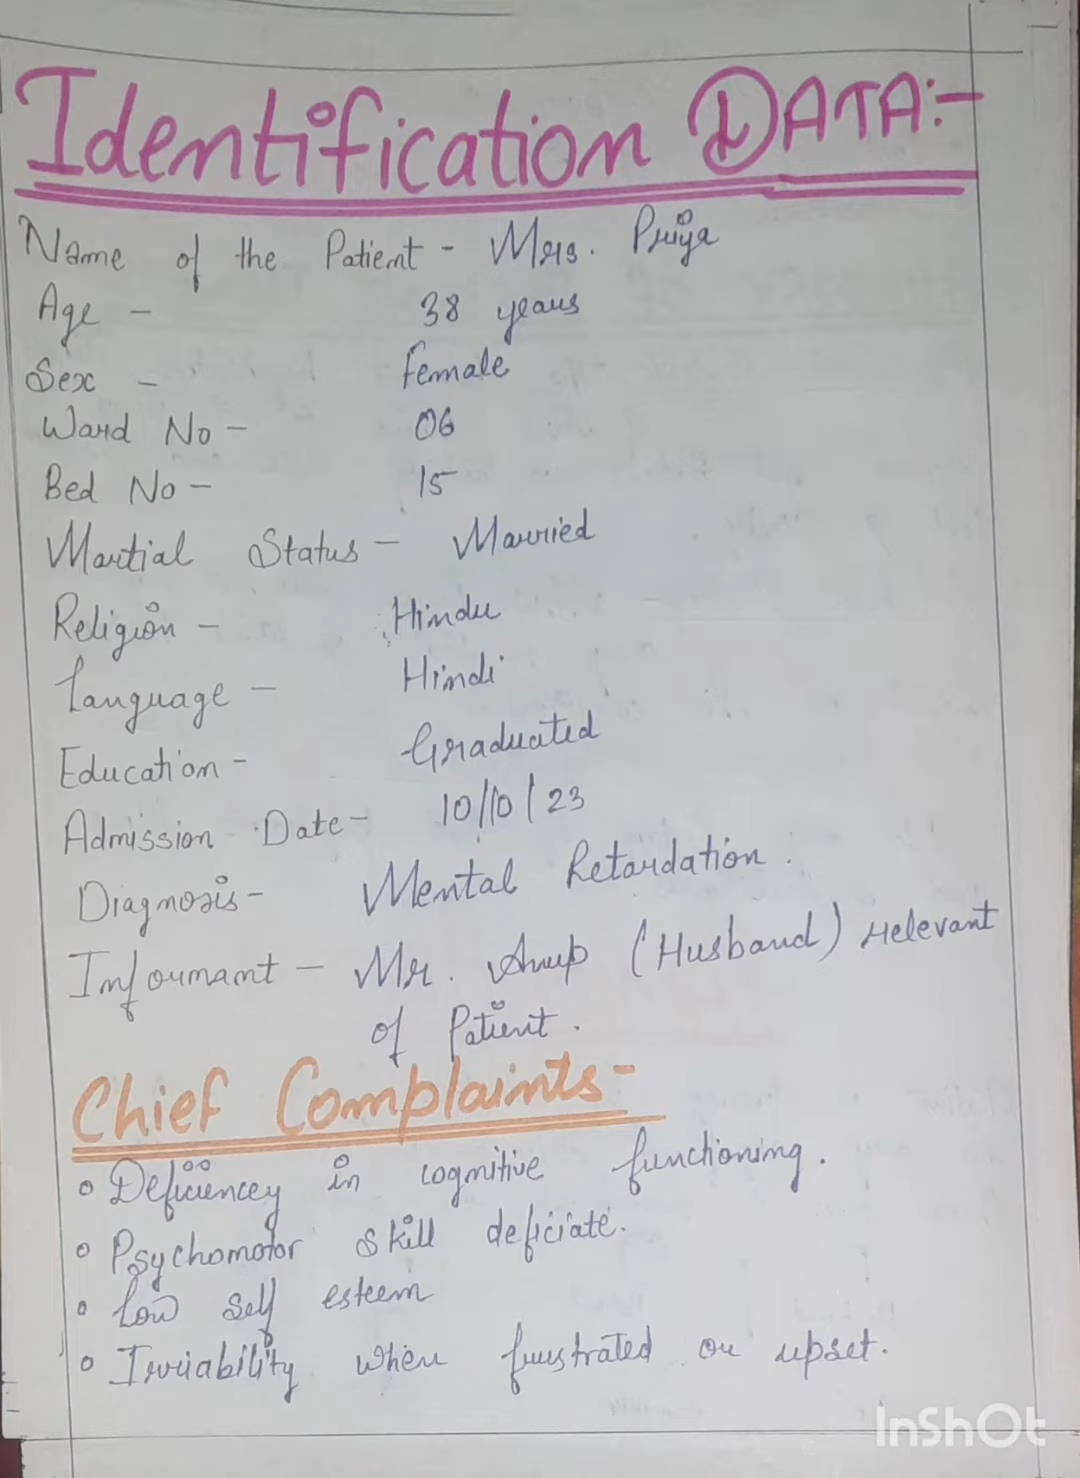 Identification DATA:-
Name of the Patient - Mrs. Priya
Age - 38 years
Sex - Female
Ward No - 06
Bed No - 15
Martial Status - Married
Religion - Hindu
Language - Hindi
Education - Graduated
Admission Date - 10/10/23
Diagnosis - Mental Retardation.
Informant - Mr. Anup (Husband) relevant
of Patient.
Chief Complaints-
Deficiencey in cognitive functioning.
Psychomotor skill deficiate.
Low self esteem
Irriability when frustrated or upset.
InShOt